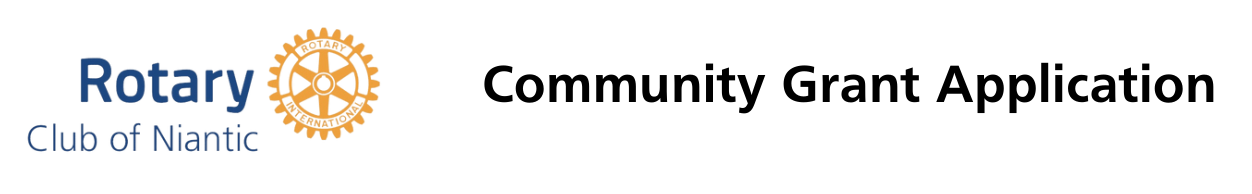 Rotary
Club of Niantic
ROTARY
INTERNATIONAL
Community Grant Application